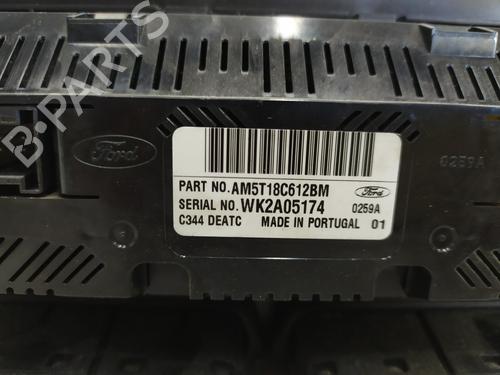 B-PARTS
Ford
0259A
PART NO.AM5T18C612BM
Ford
SERIAL NO.WK2A05174
0259A
C344 DEATC MADE IN PORTUGAL 01